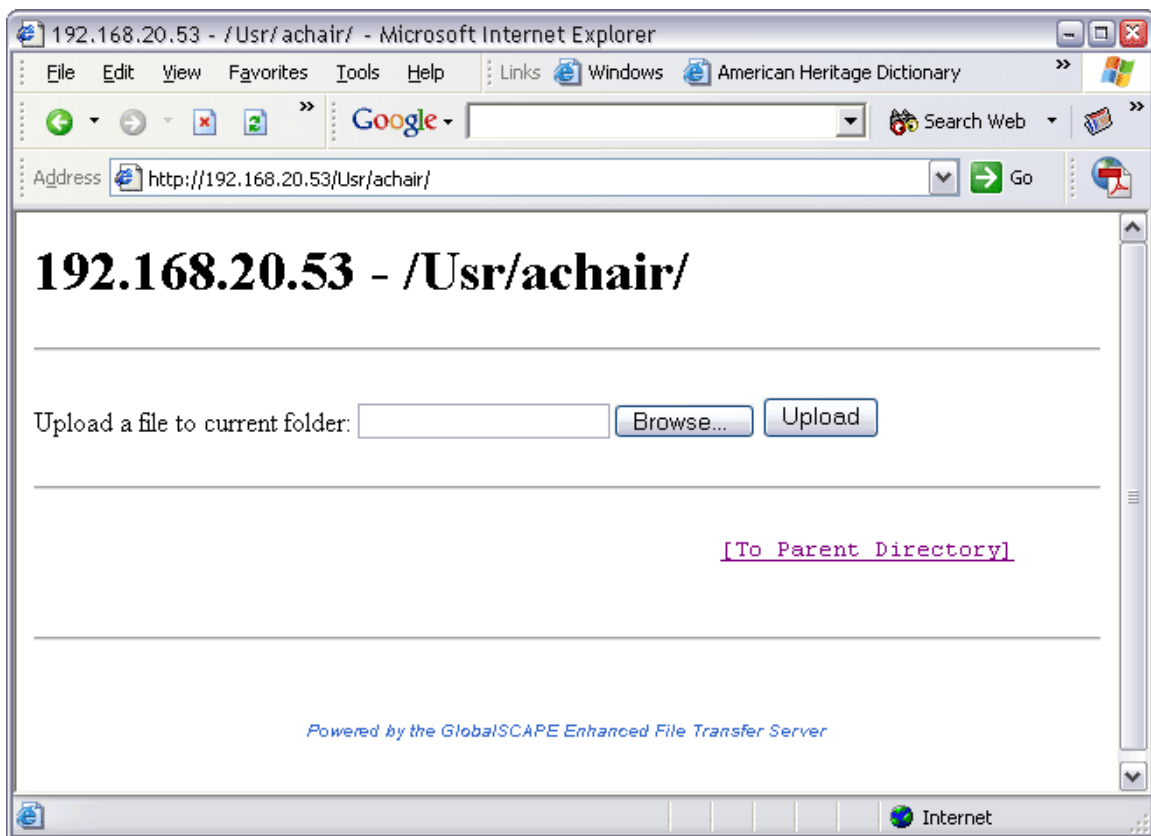 192.168.20.53 - /Usr/achair/ - Microsoft Internet Explorer
File Edit View Favorites Tools Help Links Windows American Heritage Dictionary »
» Google Search Web »
Address http://192.168.20.53/Usr/achair/ Go
192.168.20.53 - /Usr/achair/
Upload a file to current folder: Browse... Upload
[To Parent Directory]
Powered by the GlobalSCAPE Enhanced File Transfer Server
Internet